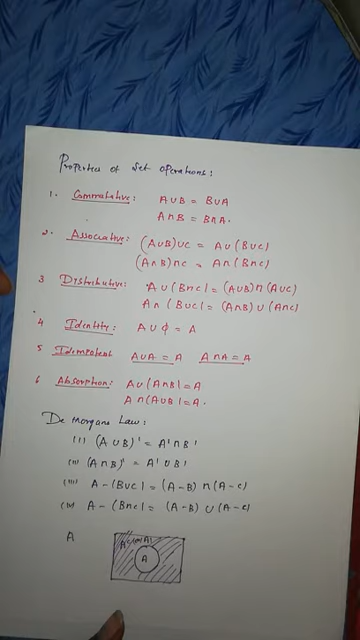 Properties of Set operations:
1. Commutative: A∪B = B∪A
A∩B = B∩A.
2. Associative: (A∪B)∪C = A∪(B∪C)
(A∩B)∩C = A∩(B∩C)
3 Distributive: A∪(B∩C) = (A∪B)∩(A∪C)
A∩(B∪C) = (A∩B)∪(A∩C)
4 Identity: A∪ϕ = A
5 Idempotent A∪A = A A∩A = A
6 Absorption: A∪(A∩B) = A
A∩(A∪B) = A.
De morgans Law:
(i) (A∪B)' = A'∩B'
(ii) (A∩B)' = A'∪B'
(iii) A-(B∪C) = (A-B)∩(A-C)
(iv) A-(B∩C) = (A-B)∪(A-C)
A
A